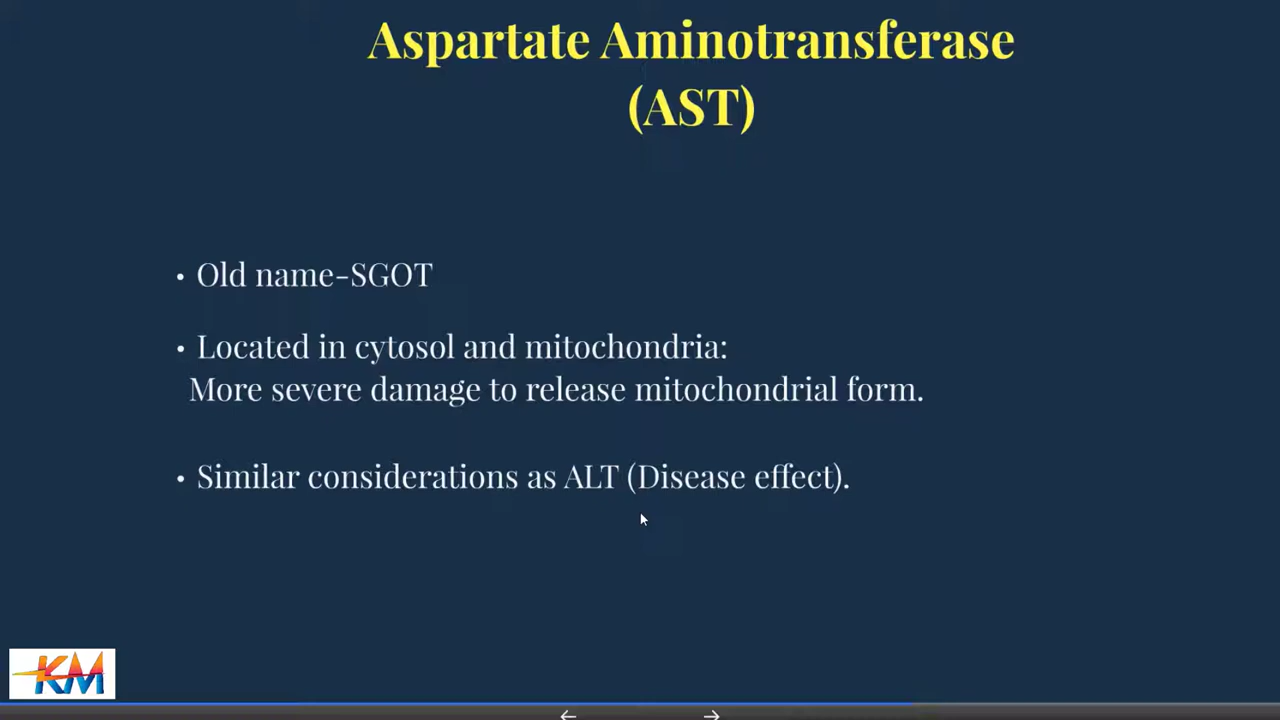 Aspartate Aminotransferase
(AST)
• Old name-SGOT
• Located in cytosol and mitochondria:
More severe damage to release mitochondrial form.
• Similar considerations as ALT (Disease effect).
KM